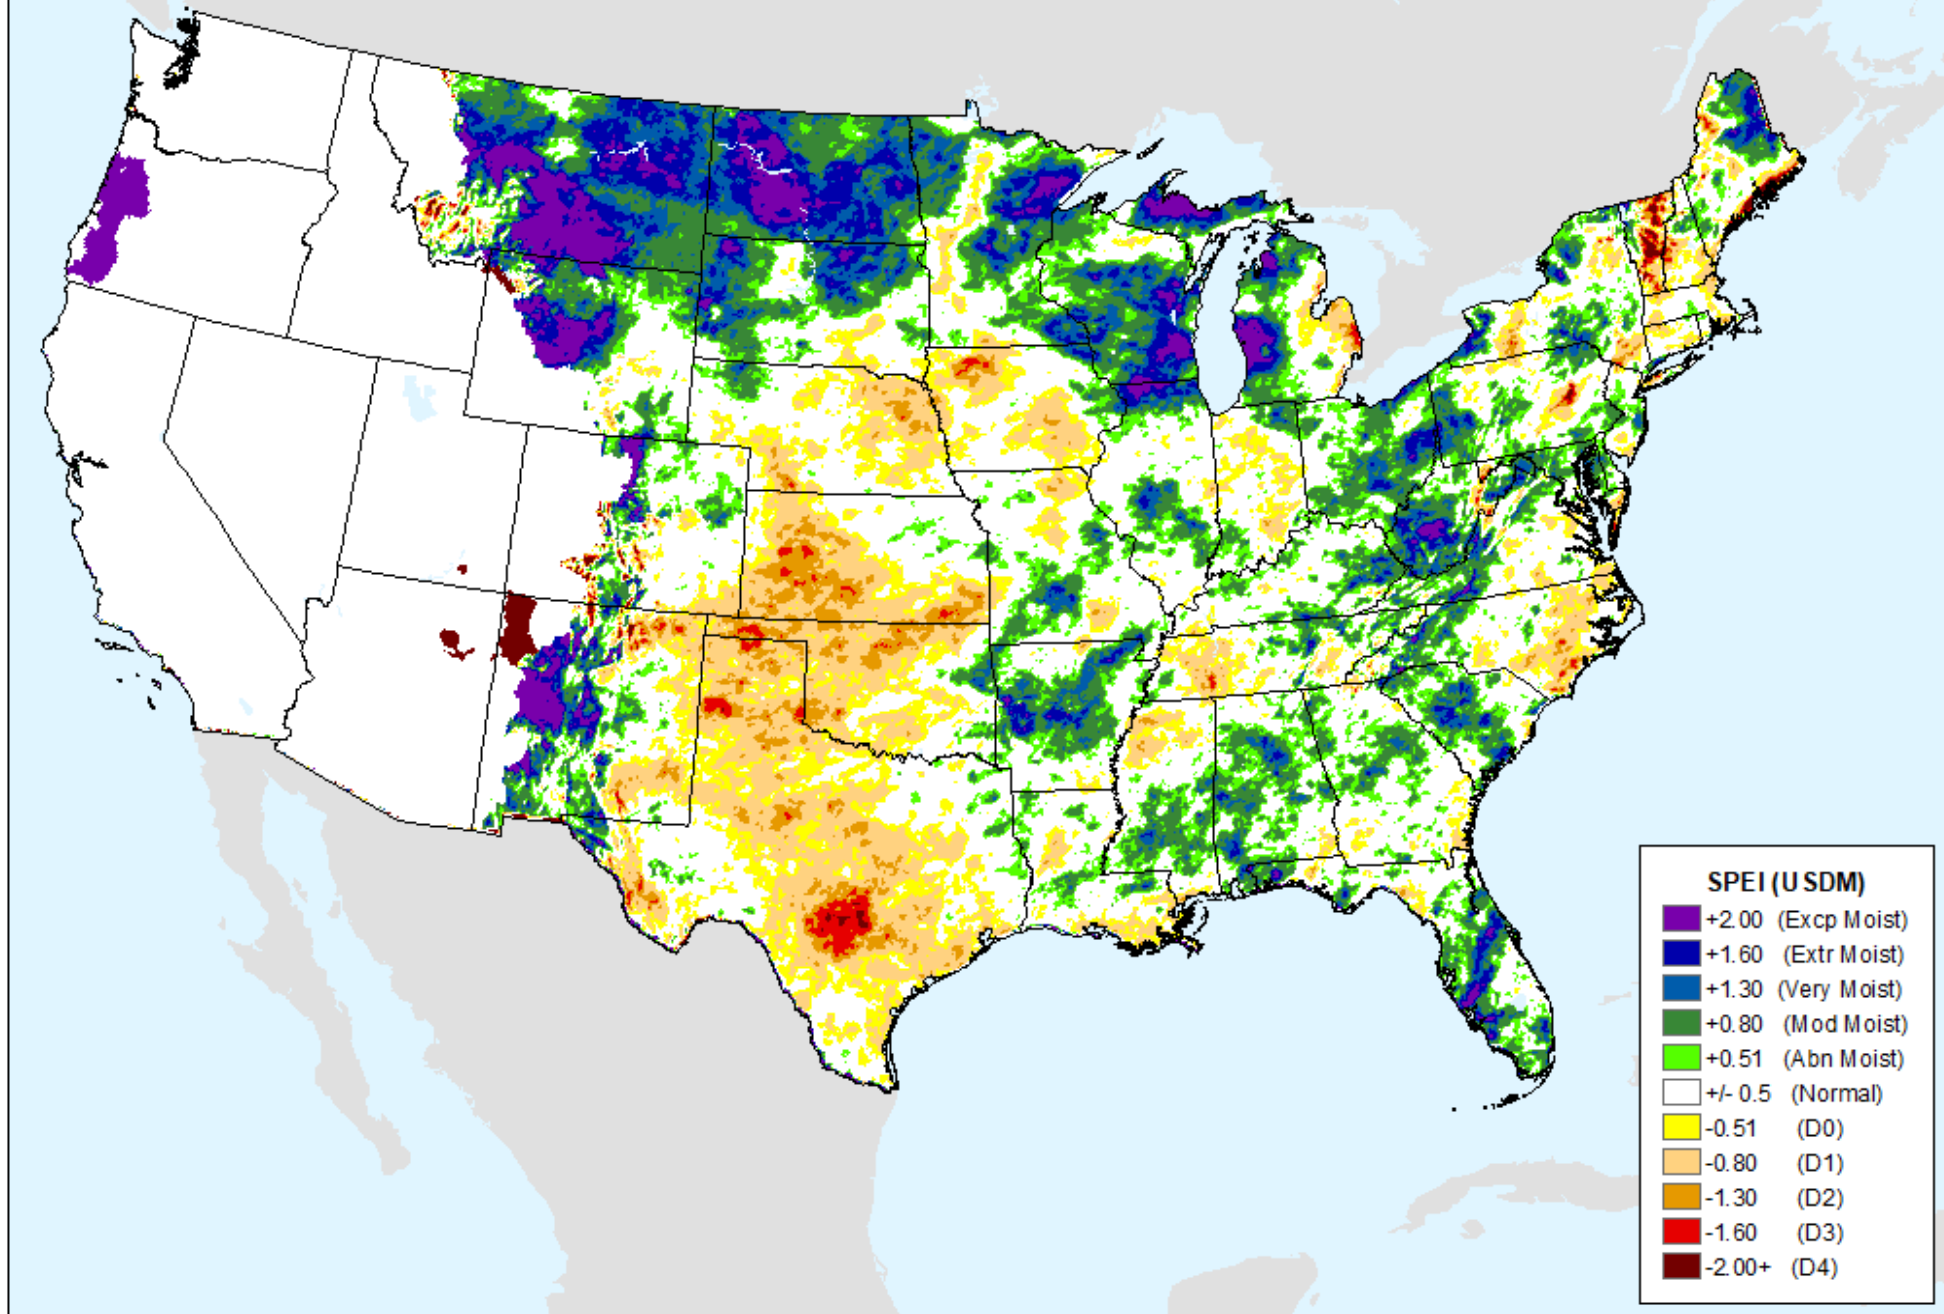 SPEI (USDM)
+2.00 (Excp Moist)
+1.60 (Extr Moist)
+1.30 (Very Moist)
+0.80 (Mod Moist)
+0.51 (Abn Moist)
+/- 0.5 (Normal)
-0.51 (D0)
-0.80 (D1)
-1.30 (D2)
-1.60 (D3)
-2.00+ (D4)